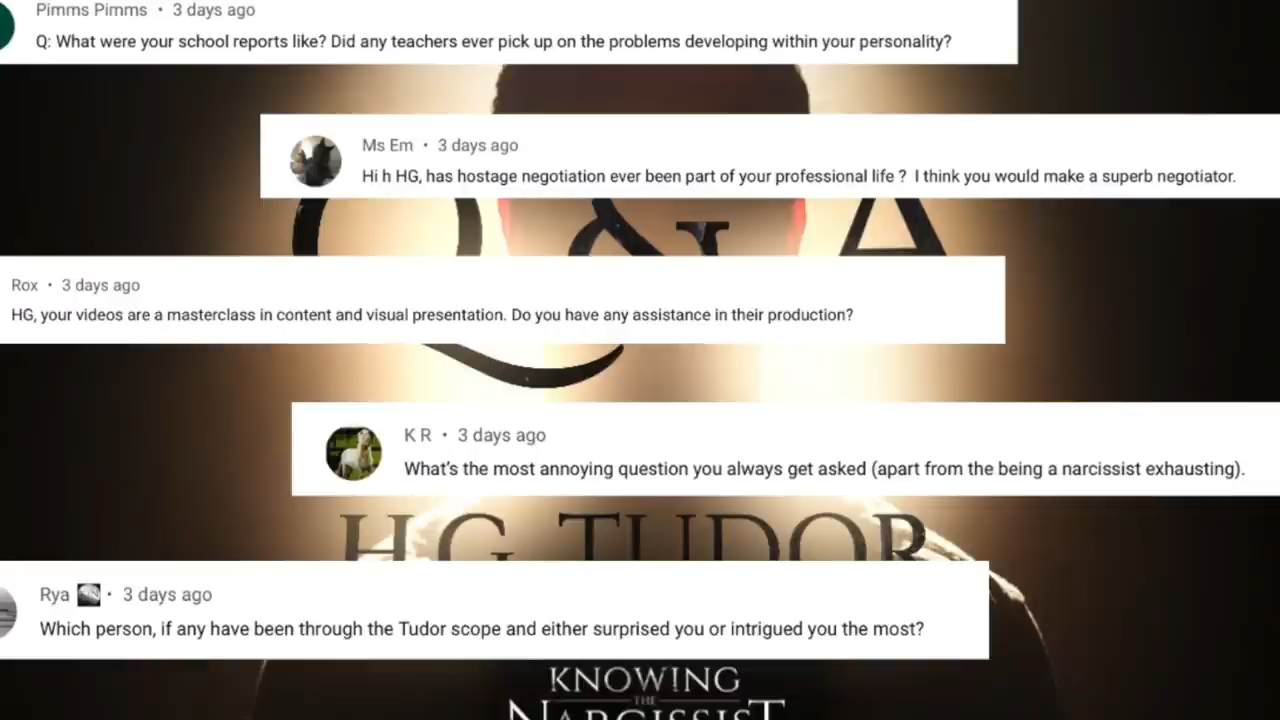 Pimms Pimms • 3 days ago
Q: What were your school reports like? Did any teachers ever pick up on the problems developing within your personality?
Ms Em • 3 days ago
Hi h HG, has hostage negotiation ever been part of your professional life ? I think you would make a superb negotiator.
Q & A
Rox • 3 days ago
HG, your videos are a masterclass in content and visual presentation. Do you have any assistance in their production?
K R • 3 days ago
What's the most annoying question you always get asked (apart from the being a narcissist exhausting).
HG TUDOR
Rya • 3 days ago
Which person, if any have been through the Tudor scope and either surprised you or intrigued you the most?
KNOWING
THE
NARCISSIST